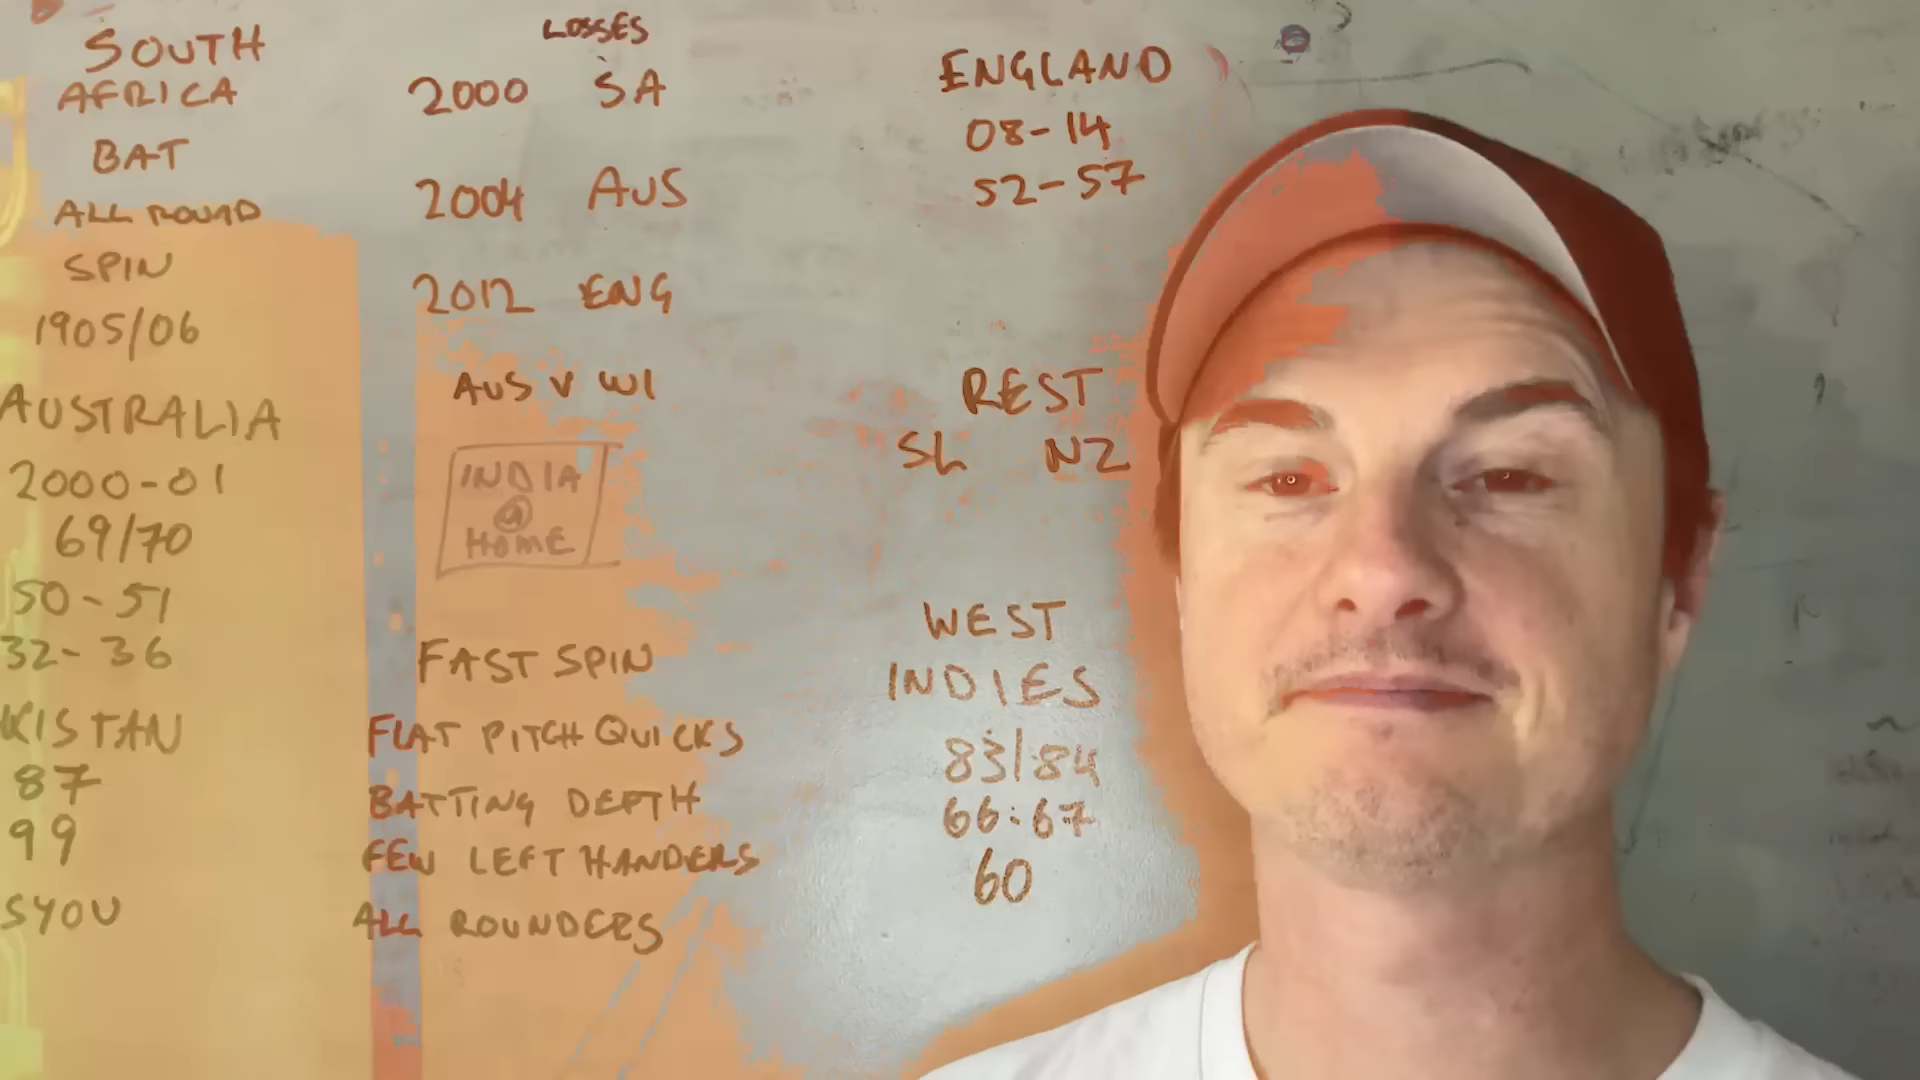 SOUTH
AFRICA
BAT
ALL ROUND
SPIN
1905/06
AUSTRALIA
2000-01
69/70
50-51
32-36
KISTAN
87
99
SYOU
LOSSES
2000 SA
2004 AUS
2012 ENG
AUS V WI
INDIA
@
HOME
FAST SPIN
FLAT PITCH QUICKS
BATTING DEPTH
FEW LEFT HANDERS
ALL ROUNDERS
ENGLAND
08-14
52-57
REST
SL NZ
WEST
INDIES
83/84
66:67
60